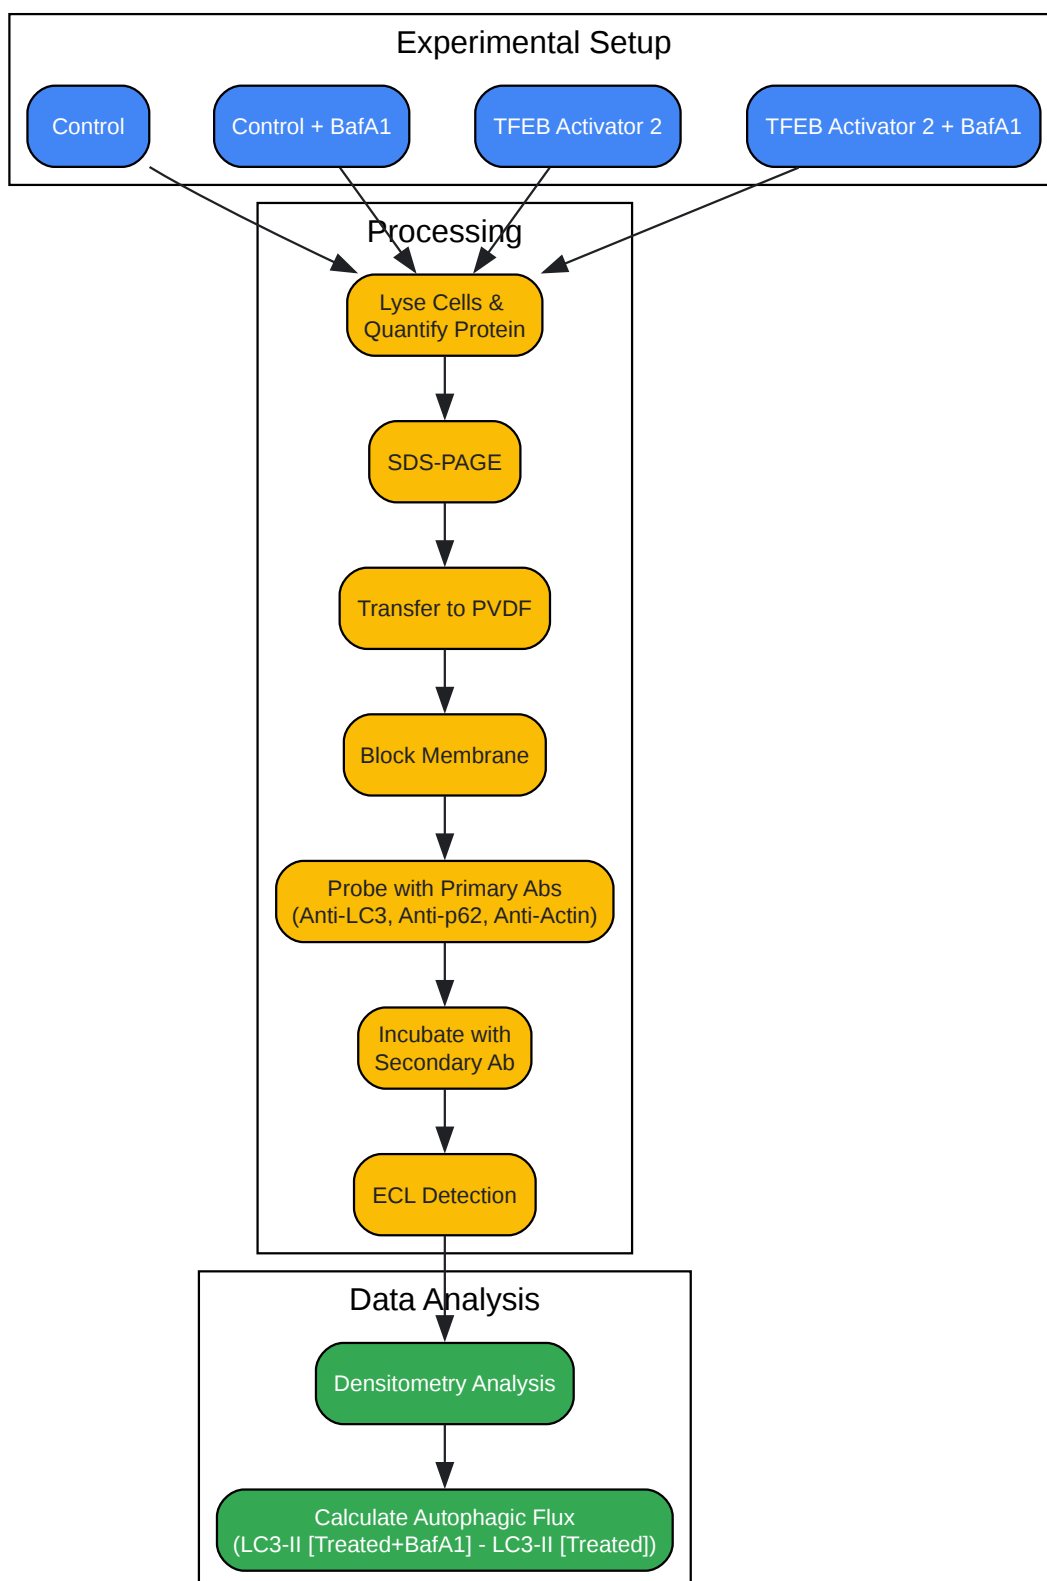 Experimental Setup
Control
Control + BafA1
TFEB Activator 2
TFEB Activator 2 + BafA1
Processing
Lyse Cells &
Quantify Protein
SDS-PAGE
Transfer to PVDF
Block Membrane
Probe with Primary Abs
(Anti-LC3, Anti-p62, Anti-Actin)
Incubate with
Secondary Ab
ECL Detection
Data Analysis
Densitometry Analysis
Calculate Autophagic Flux
(LC3-II [Treated+BafA1] - LC3-II [Treated])